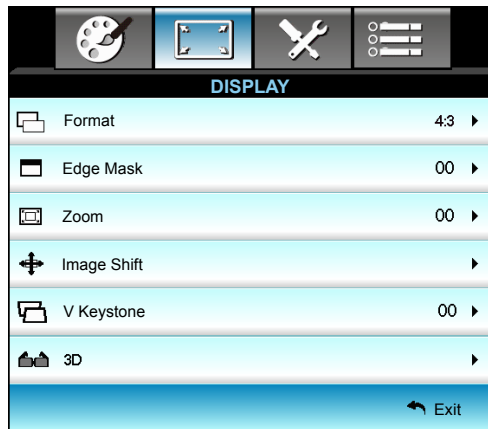 DISPLAY
Format 4:3
Edge Mask 00
Zoom 00
Image Shift
V Keystone 00
3D
Exit